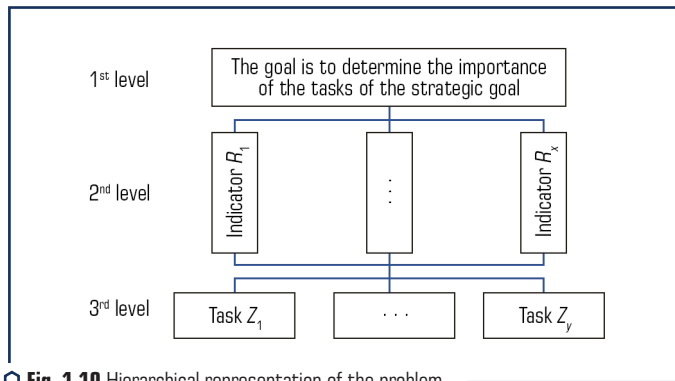 1st level
The goal is to determine the importance
of the tasks of the strategic goal
2nd level
Indicator R1
...
Indicator Rx
3rd level
Task Z1
...
Task Zy
Fig. 1.10 Hierarchical representation of the problem